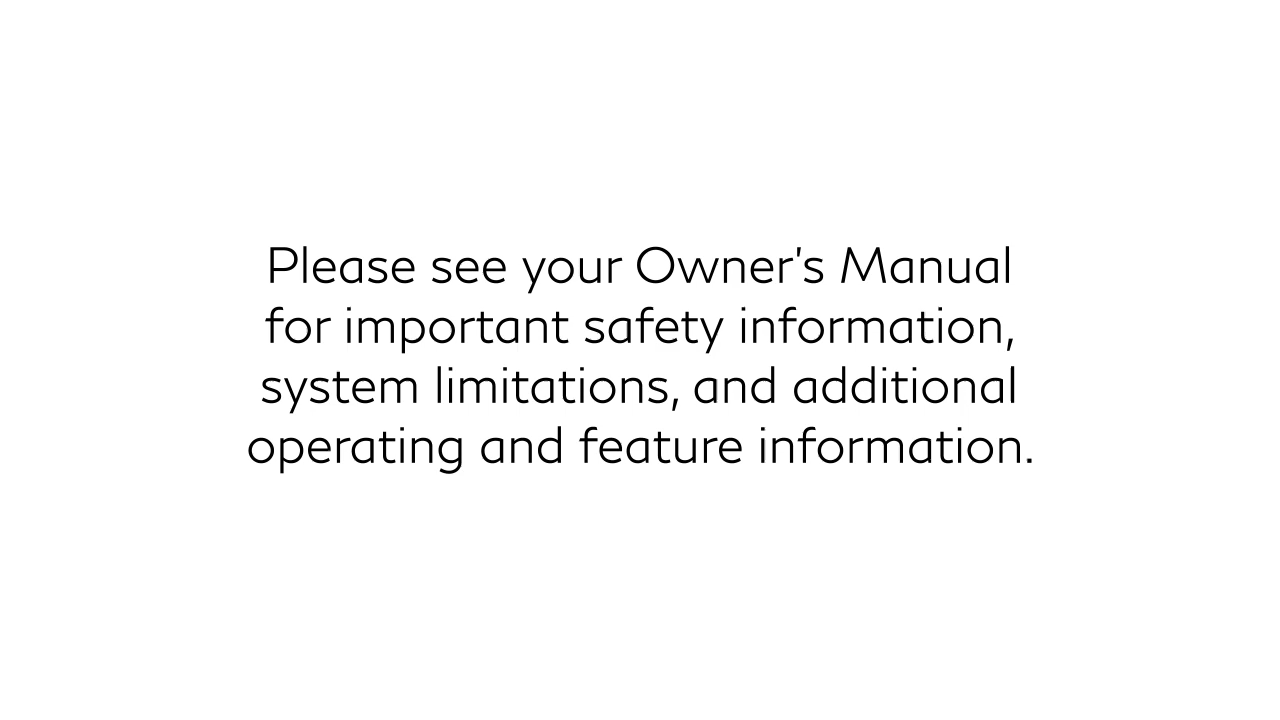 Please see your Owner's Manual
for important safety information,
system limitations, and additional
operating and feature information.